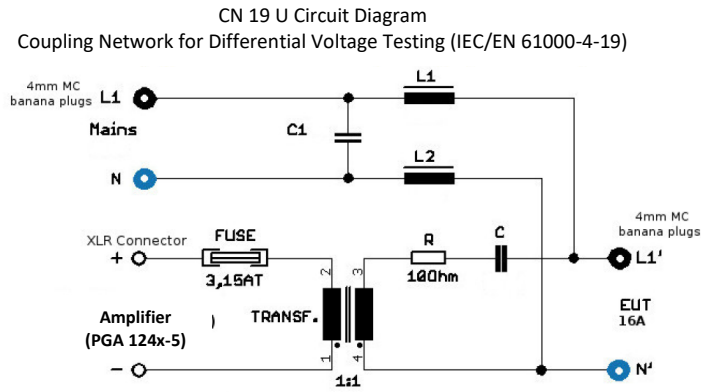 CN 19 U Circuit Diagram
Coupling Network for Differential Voltage Testing (IEC/EN 61000-4-19)
4mm MC
banana plugs
L1
L1
Mains
C1
L2
N
4mm MC
banana plugs
XLR Connector
FUSE
R
C
+
L1'
3,15AT
2
3
10Ohm
EUT
16A
Amplifier
)
TRANSF.
(PGA 124x-5)
1
4
-
N'
1:1